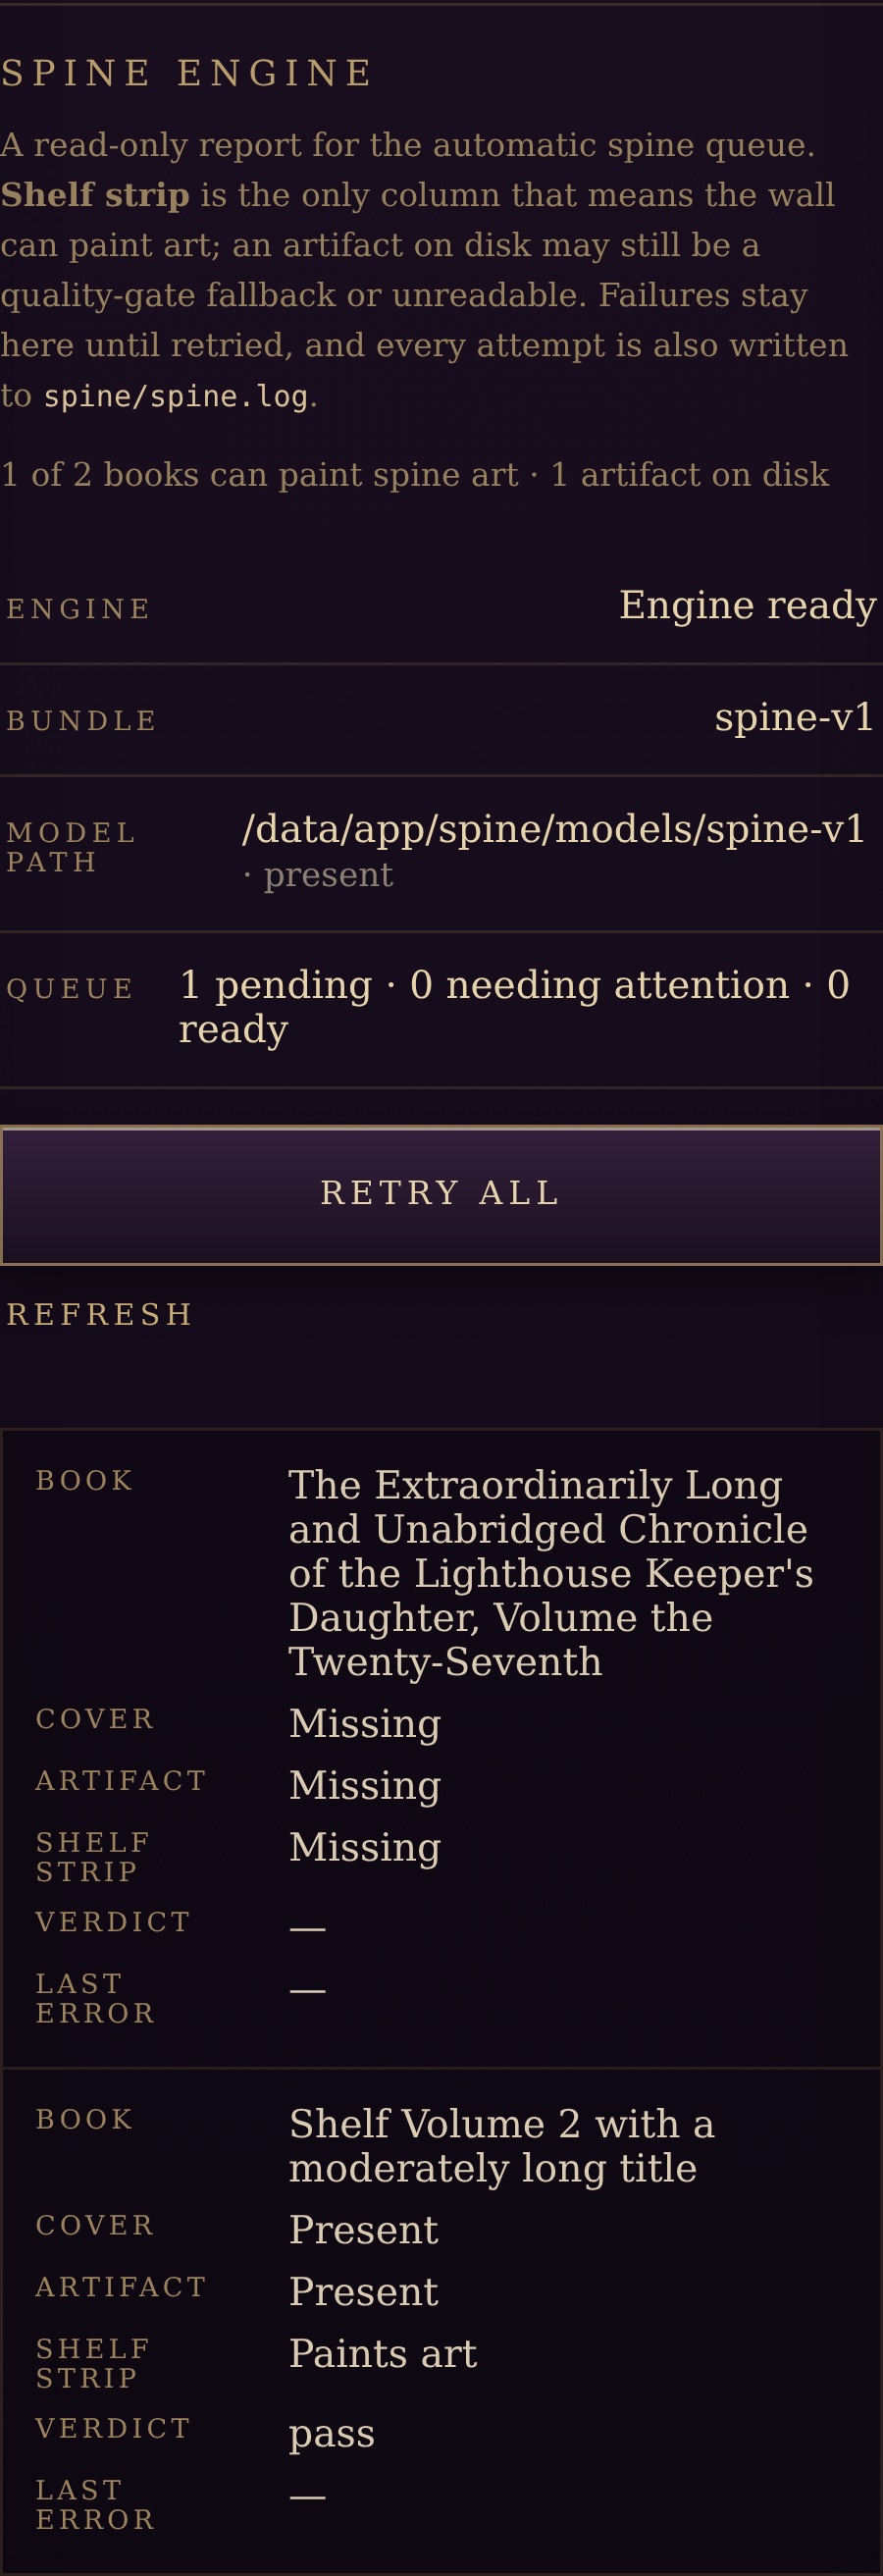 SPINE ENGINE
A read-only report for the automatic spine queue.
Shelf strip is the only column that means the wall
can paint art; an artifact on disk may still be a
quality-gate fallback or unreadable. Failures stay
here until retried, and every attempt is also written
to spine/spine.log.
1 of 2 books can paint spine art · 1 artifact on disk
ENGINE Engine ready
BUNDLE spine-v1
MODEL PATH /data/app/spine/models/spine-v1
· present
QUEUE 1 pending · 0 needing attention · 0
ready
RETRY ALL
REFRESH
BOOK The Extraordinarily Long
and Unabridged Chronicle
of the Lighthouse Keeper's
Daughter, Volume the
Twenty-Seventh
COVER Missing
ARTIFACT Missing
SHELF STRIP Missing
VERDICT —
LAST ERROR —
BOOK Shelf Volume 2 with a
moderately long title
COVER Present
ARTIFACT Present
SHELF STRIP Paints art
VERDICT pass
LAST ERROR —